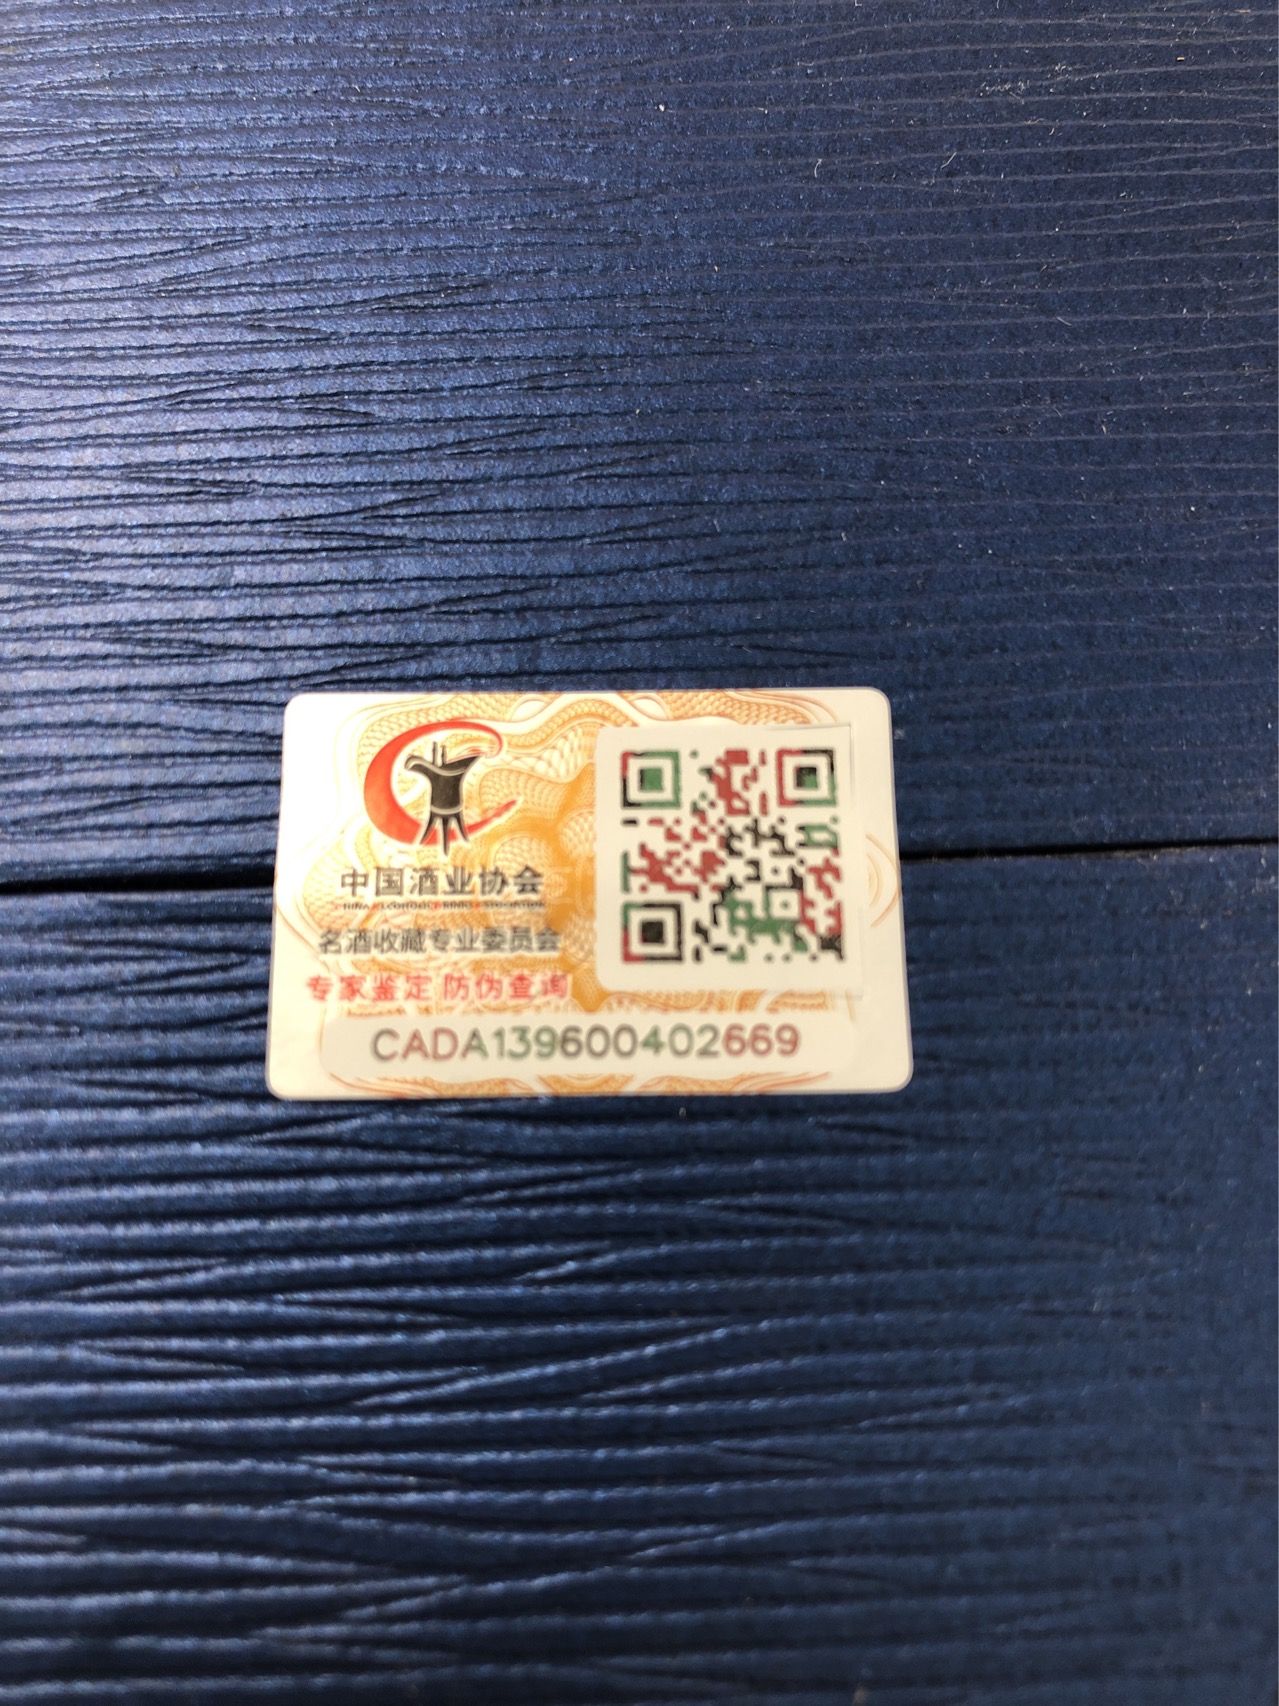 中国酒业协会
名酒收藏专业委员会
专家鉴定 防伪查询
CADA139600402669